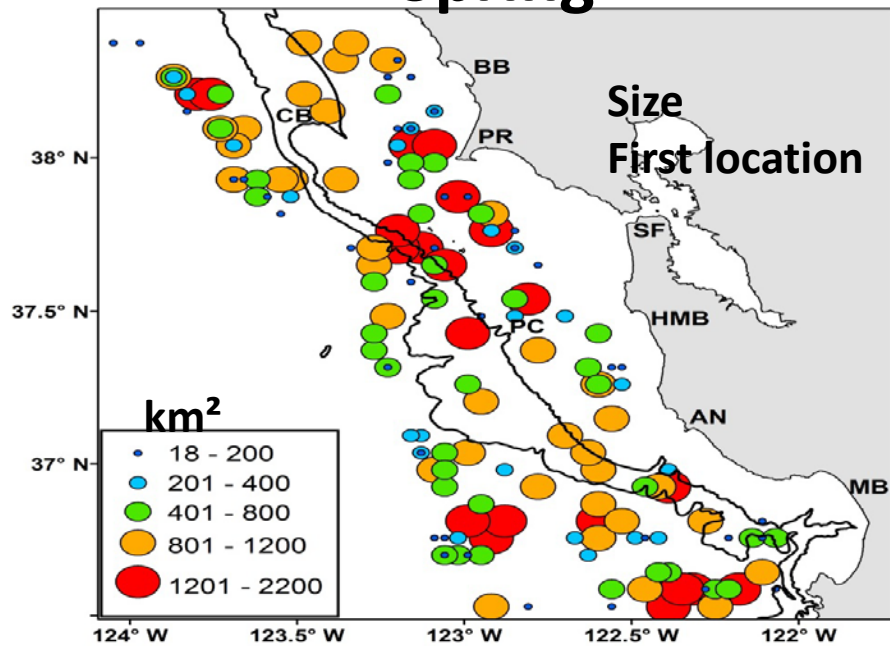 Spring
BB
Size
CB
PR
First location
38° N
SF
37.5° N
HMB
PC
AN
km²
37° N
MB
18 - 200
201 - 400
401 - 800
801 - 1200
1201 - 2200
124° W
123.5° W
123° W
122.5° W
122° W